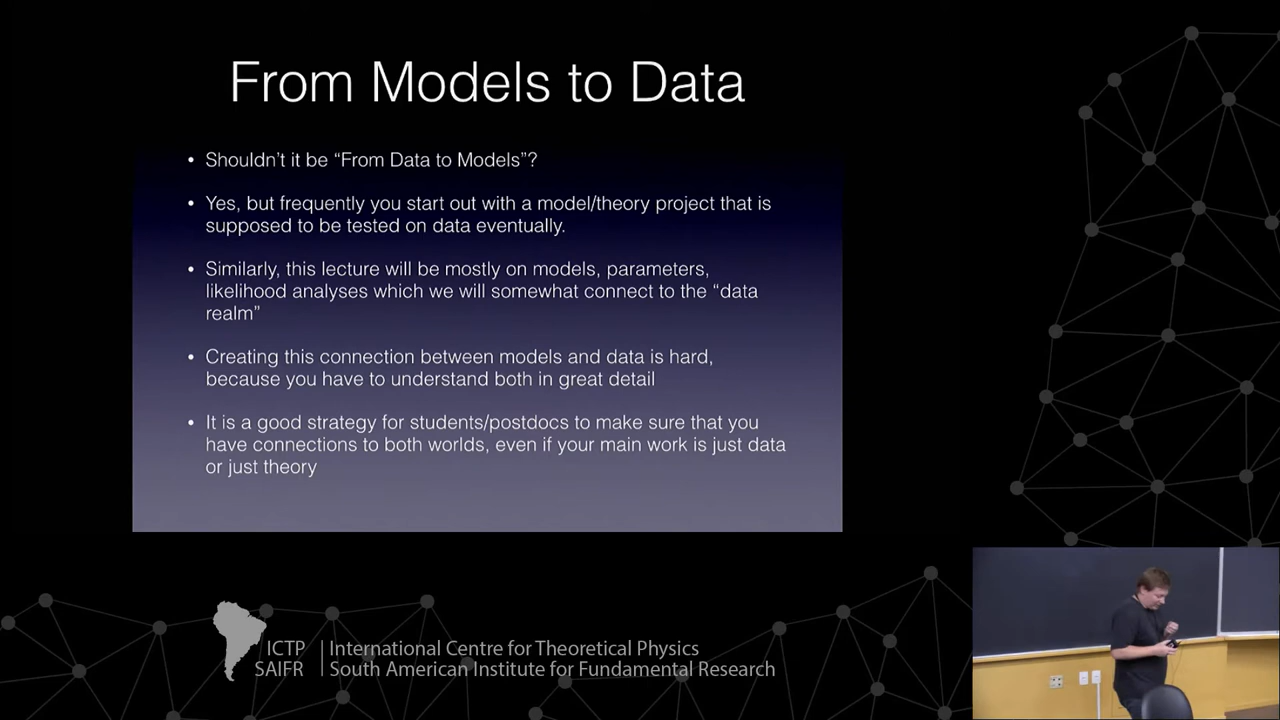 From Models to Data
• Shouldn't it be “From Data to Models”?
• Yes, but frequently you start out with a model/theory project that is
supposed to be tested on data eventually.
• Similarly, this lecture will be mostly on models, parameters,
likelihood analyses which we will somewhat connect to the “data
realm”
• Creating this connection between models and data is hard,
because you have to understand both in great detail
• It is a good strategy for students/postdocs to make sure that you
have connections to both worlds, even if your main work is just data
or just theory
ICTP | International Centre for Theoretical Physics
SAIFR | South American Institute for Fundamental Research